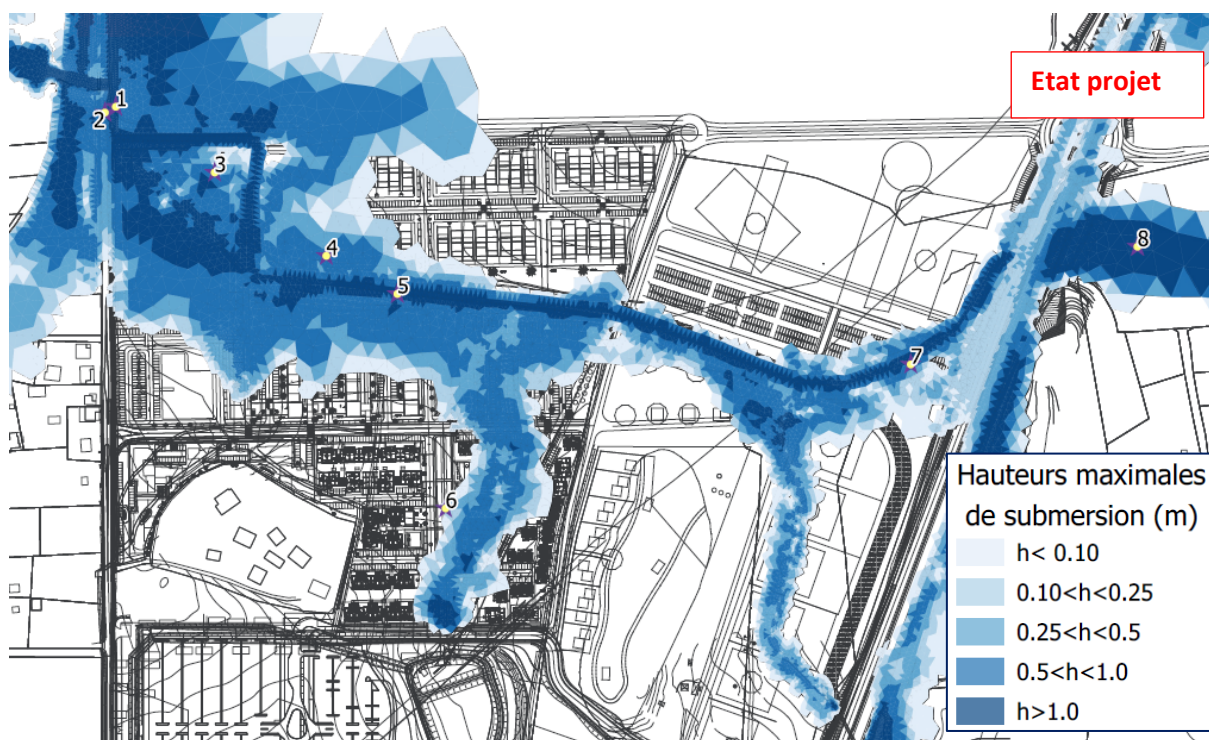 Etat projet
1
2
3
4
5
6
7
8
Hauteurs maximales
de submersion (m)
h< 0.10
0.10<h<0.25
0.25<h<0.5
0.5<h<1.0
h>1.0